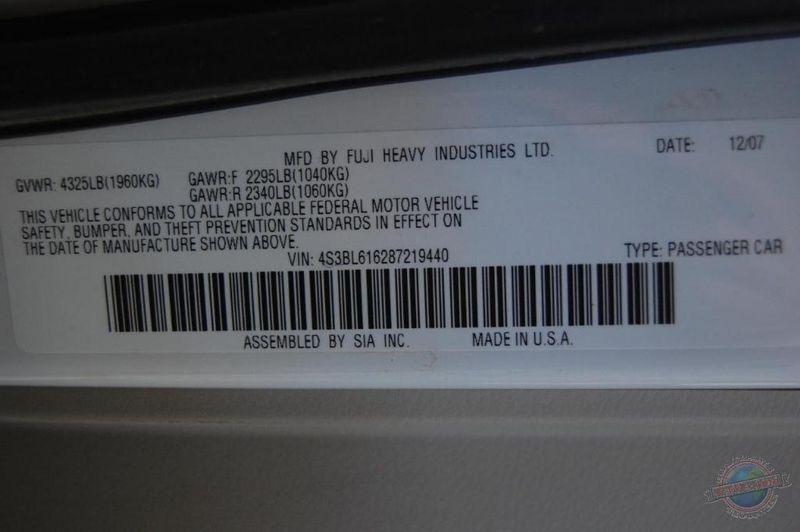 MFD BY FUJI HEAVY INDUSTRIES LTD. DATE: 12/07
GVWR: 4325LB(1960KG) GAWR:F 2295LB(1040KG)
GAWR:R 2340LB(1060KG)
THIS VEHICLE CONFORMS TO ALL APPLICABLE FEDERAL MOTOR VEHICLE
SAFETY, BUMPER, AND THEFT PREVENTION STANDARDS IN EFFECT ON
THE DATE OF MANUFACTURE SHOWN ABOVE.
VIN: 4S3BL616287219440 TYPE: PASSENGER CAR
ASSEMBLED BY SIA INC. MADE IN U.S.A.